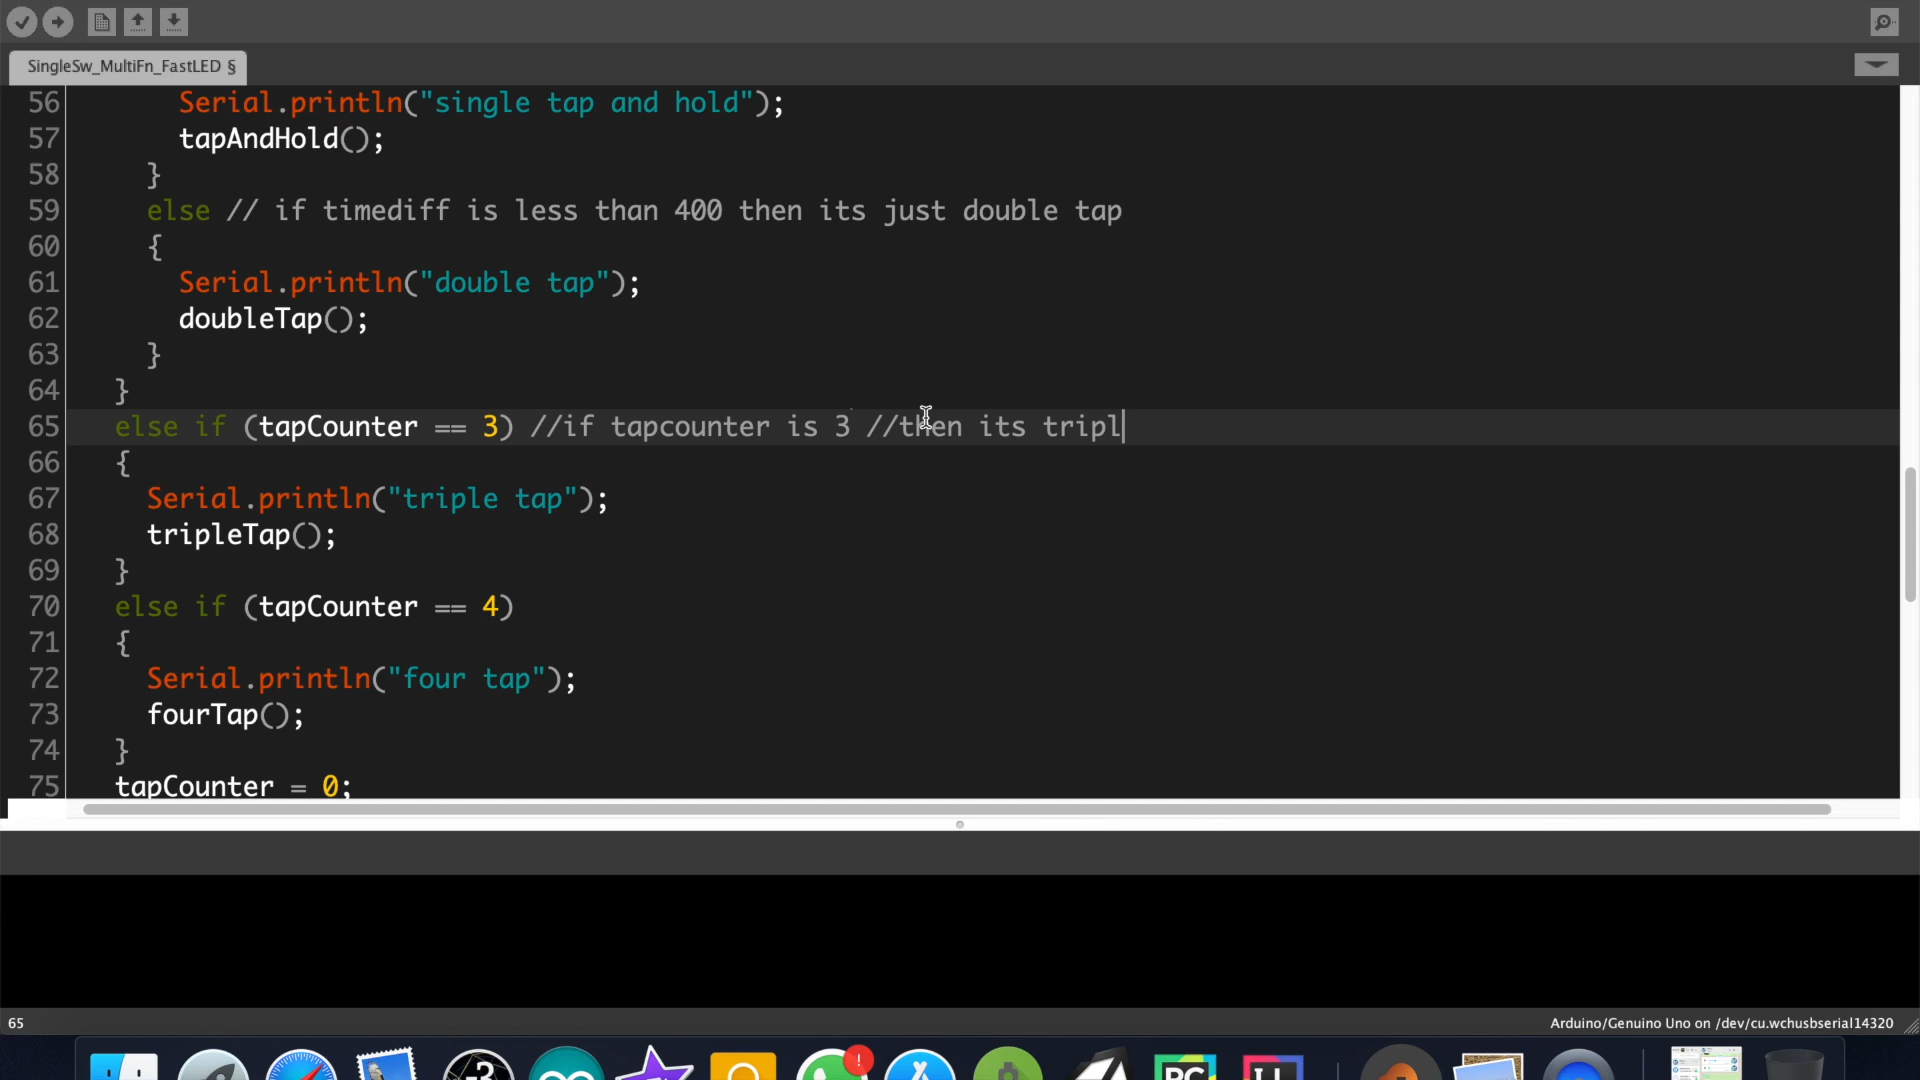 SingleSw_MultiFn_FastLED §
56 Serial.println("single tap and hold");
57 tapAndHold();
58 }
59 else // if timediff is less than 400 then its just double tap
60 {
61 Serial.println("double tap");
62 doubleTap();
63 }
64 }
65 else if (tapCounter == 3) //if tapcounter is 3 //then its tripl
66 {
67 Serial.println("triple tap");
68 tripleTap();
69 }
70 else if (tapCounter == 4)
71 {
72 Serial.println("four tap");
73 fourTap();
74 }
75 tapCounter = 0;
65
Arduino/Genuino Uno on /dev/cu.wchusbserial14320
-3
!
PC